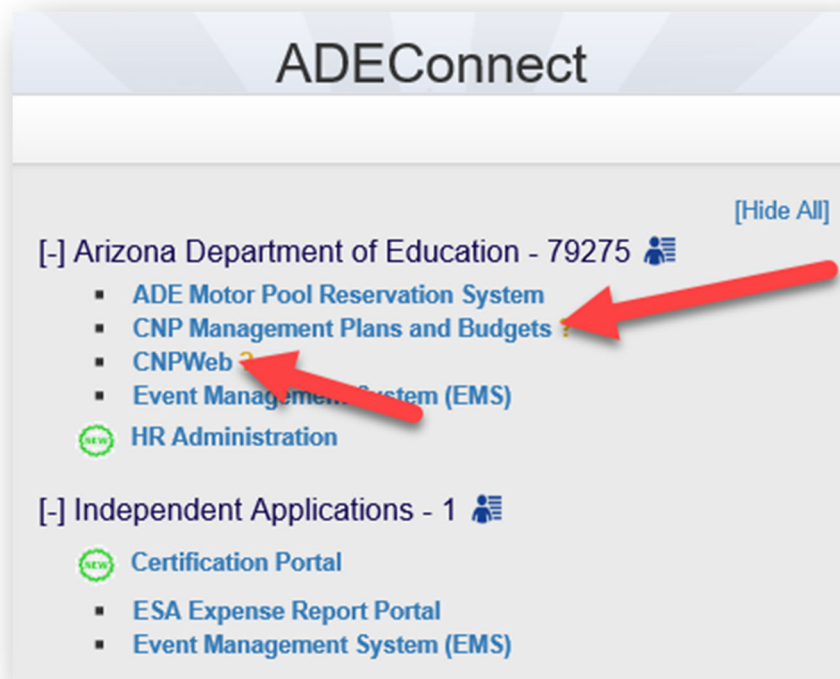 ADEConnect
[Hide All]
[-] Arizona Department of Education - 79275
ADE Motor Pool Reservation System
CNP Management Plans and Budgets ?
CNPWeb ?
Event Management System (EMS)
NEW HR Administration
[-] Independent Applications - 1
NEW Certification Portal
ESA Expense Report Portal
Event Management System (EMS)